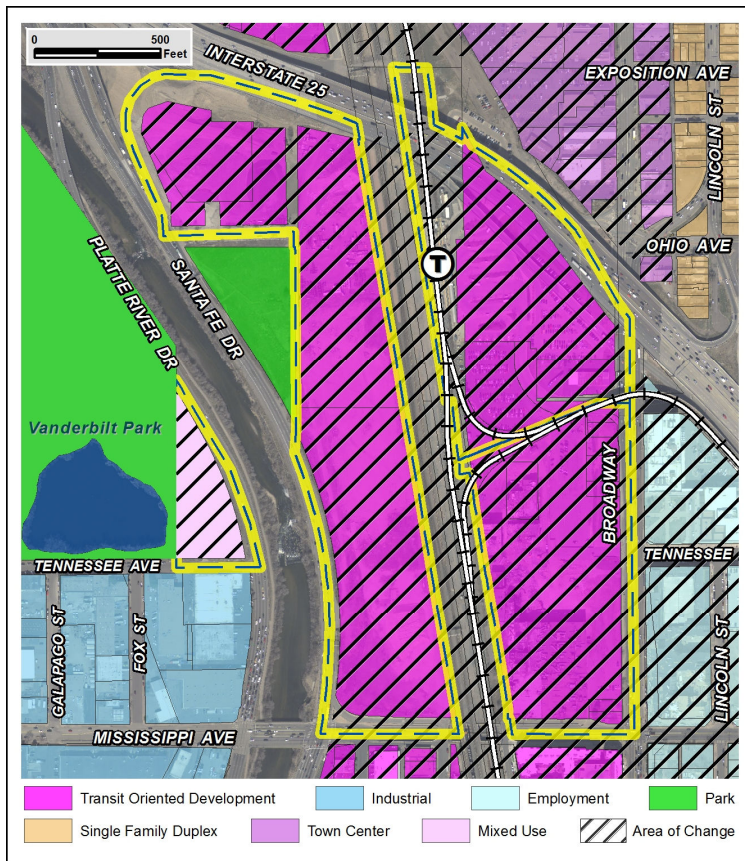 0 500
Feet
INTERSTATE 25
EXPOSITION AVE
LINCOLN ST
OHIO AVE
T
PLATTE RIVER DR
SANTA FE DR
Vanderbilt Park
BROADWAY
TENNESSEE AVE
TENNESSEE
GALAPAGO ST
FOX ST
LINCOLN ST
MISSISSIPPI AVE
Transit Oriented Development
Industrial
Employment
Park
Single Family Duplex
Town Center
Mixed Use
Area of Change